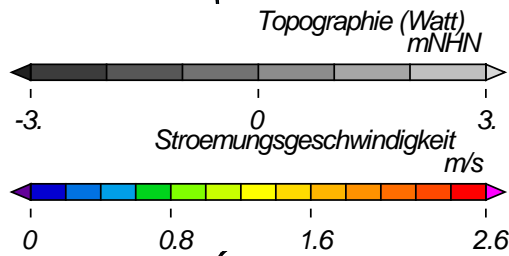 Topographie (Watt)
mNHN
-3. 0 3.
Stroemungsgeschwindigkeit
m/s
0 0.8 1.6 2.6